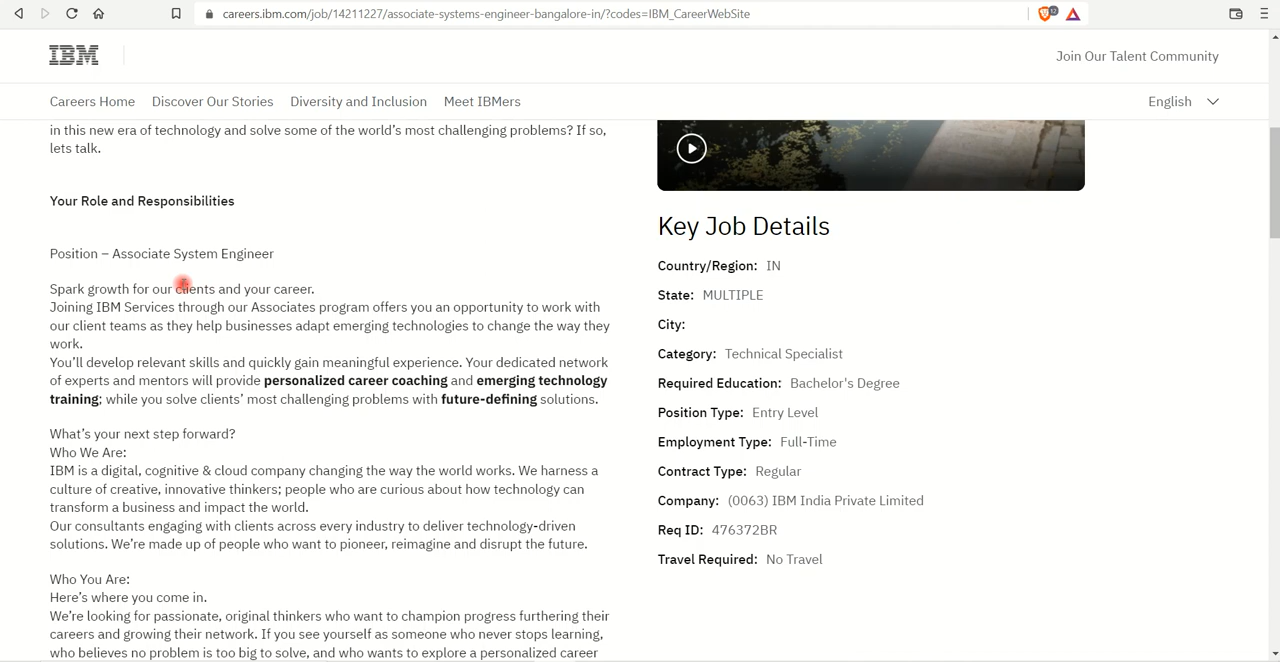 careers.ibm.com/job/14211227/associate-systems-engineer-bangalore-in/?codes=IBM_CareerWebSite
12
IBM
Join Our Talent Community
Careers Home Discover Our Stories Diversity and Inclusion Meet IBMers
English
in this new era of technology and solve some of the world’s most challenging problems? If so,
lets talk.
Your Role and Responsibilities
Position – Associate System Engineer
Spark growth for our clients and your career.
Joining IBM Services through our Associates program offers you an opportunity to work with
our client teams as they help businesses adapt emerging technologies to change the way they
work.
You’ll develop relevant skills and quickly gain meaningful experience. Your dedicated network
of experts and mentors will provide personalized career coaching and emerging technology
training; while you solve clients’ most challenging problems with future-defining solutions.
What’s your next step forward?
Who We Are:
IBM is a digital, cognitive & cloud company changing the way the world works. We harness a
culture of creative, innovative thinkers; people who are curious about how technology can
transform a business and impact the world.
Our consultants engaging with clients across every industry to deliver technology-driven
solutions. We’re made up of people who want to pioneer, reimagine and disrupt the future.
Who You Are:
Here’s where you come in.
We’re looking for passionate, original thinkers who want to champion progress furthering their
careers and growing their network. If you see yourself as someone who never stops learning,
who believes no problem is too big to solve, and who wants to explore a personalized career
Key Job Details
Country/Region: IN
State: MULTIPLE
City:
Category: Technical Specialist
Required Education: Bachelor's Degree
Position Type: Entry Level
Employment Type: Full-Time
Contract Type: Regular
Company: (0063) IBM India Private Limited
Req ID: 476372BR
Travel Required: No Travel